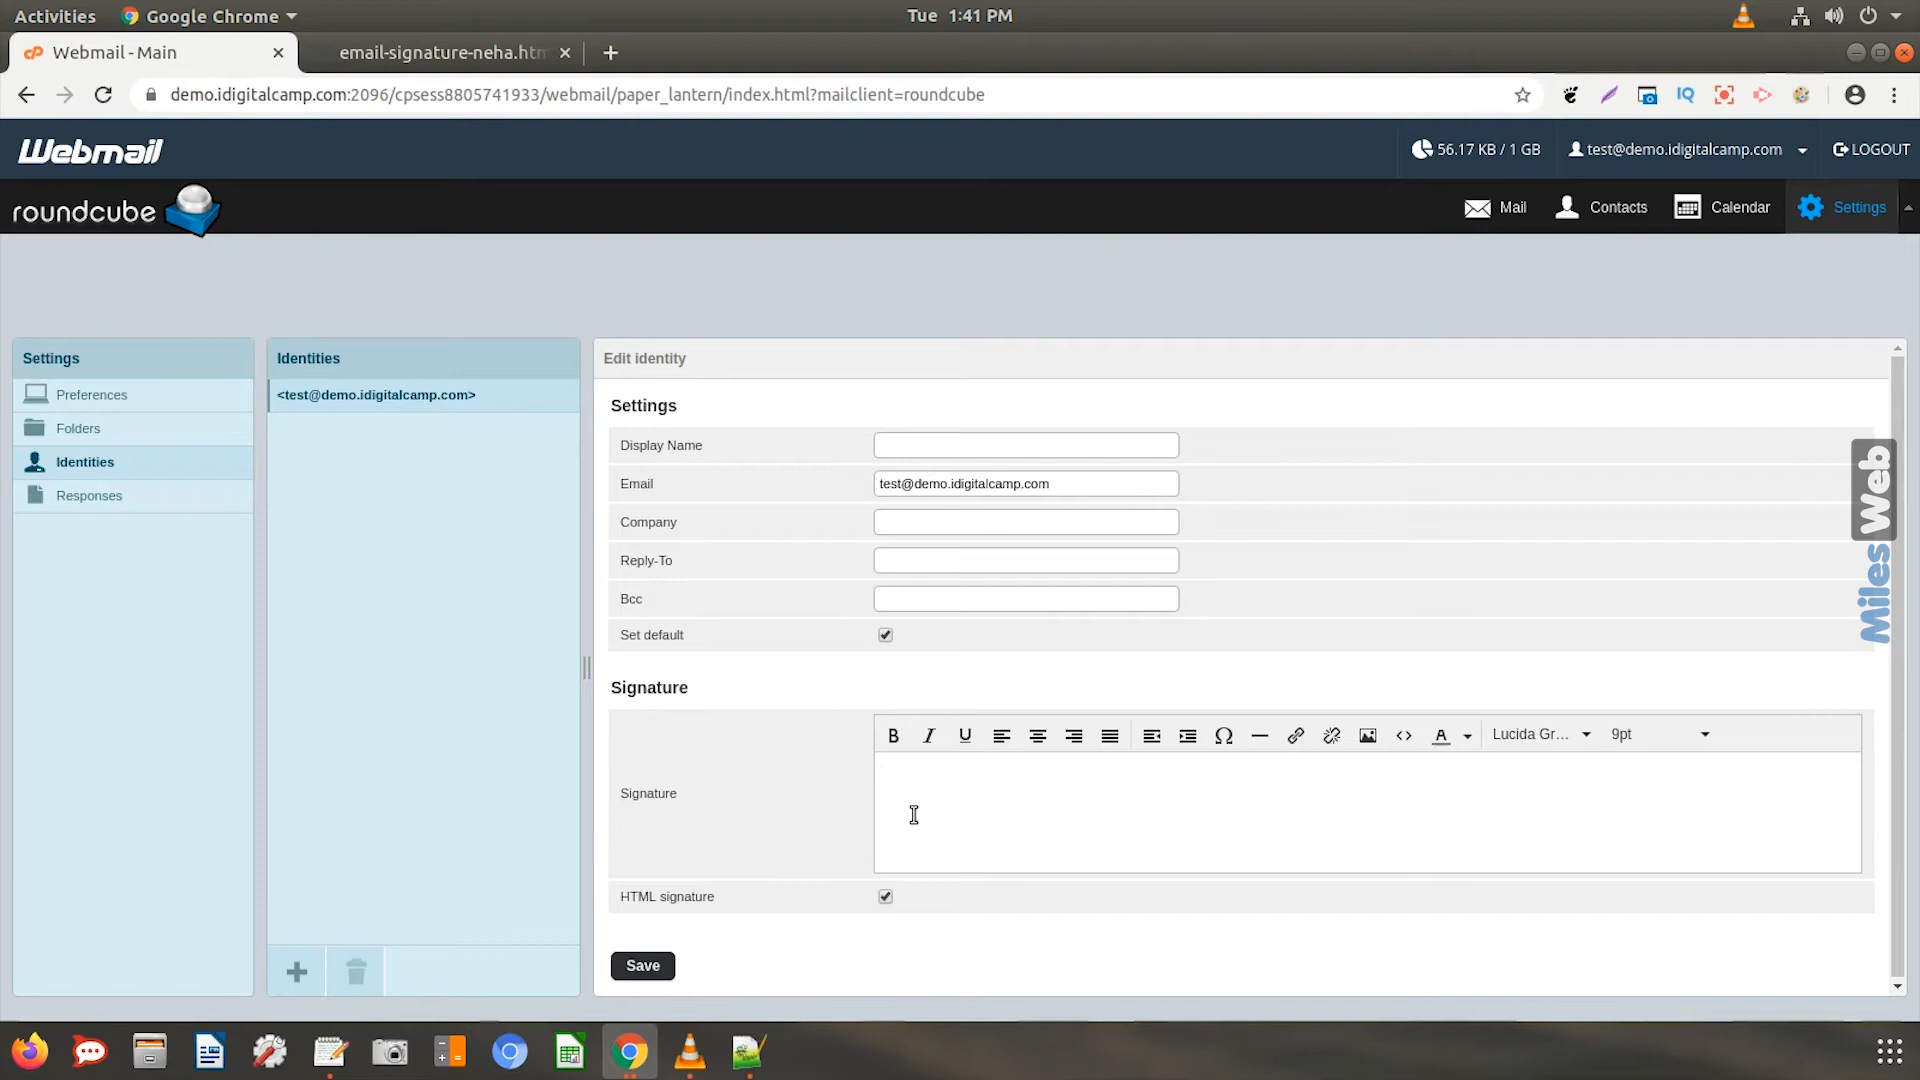 Activities Google Chrome Tue 1:41 PM
Webmail - Main email-signature-neha.htm
demo.idigitalcamp.com:2096/cpsess8805741933/webmail/paper_lantern/index.html?mailclient=roundcube
Webmail 56.17 KB / 1 GB test@demo.idigitalcamp.com LOGOUT
roundcube Mail Contacts Calendar Settings
Settings
Preferences
Folders
Identities
Responses
Identities
<test@demo.idigitalcamp.com>
Edit identity
Settings
Display Name
Email test@demo.idigitalcamp.com
Company
Reply-To
Bcc
Set default
Signature
B I U Ω A Lucida Gr... 9pt
Signature
HTML signature
Save
MilesWeb